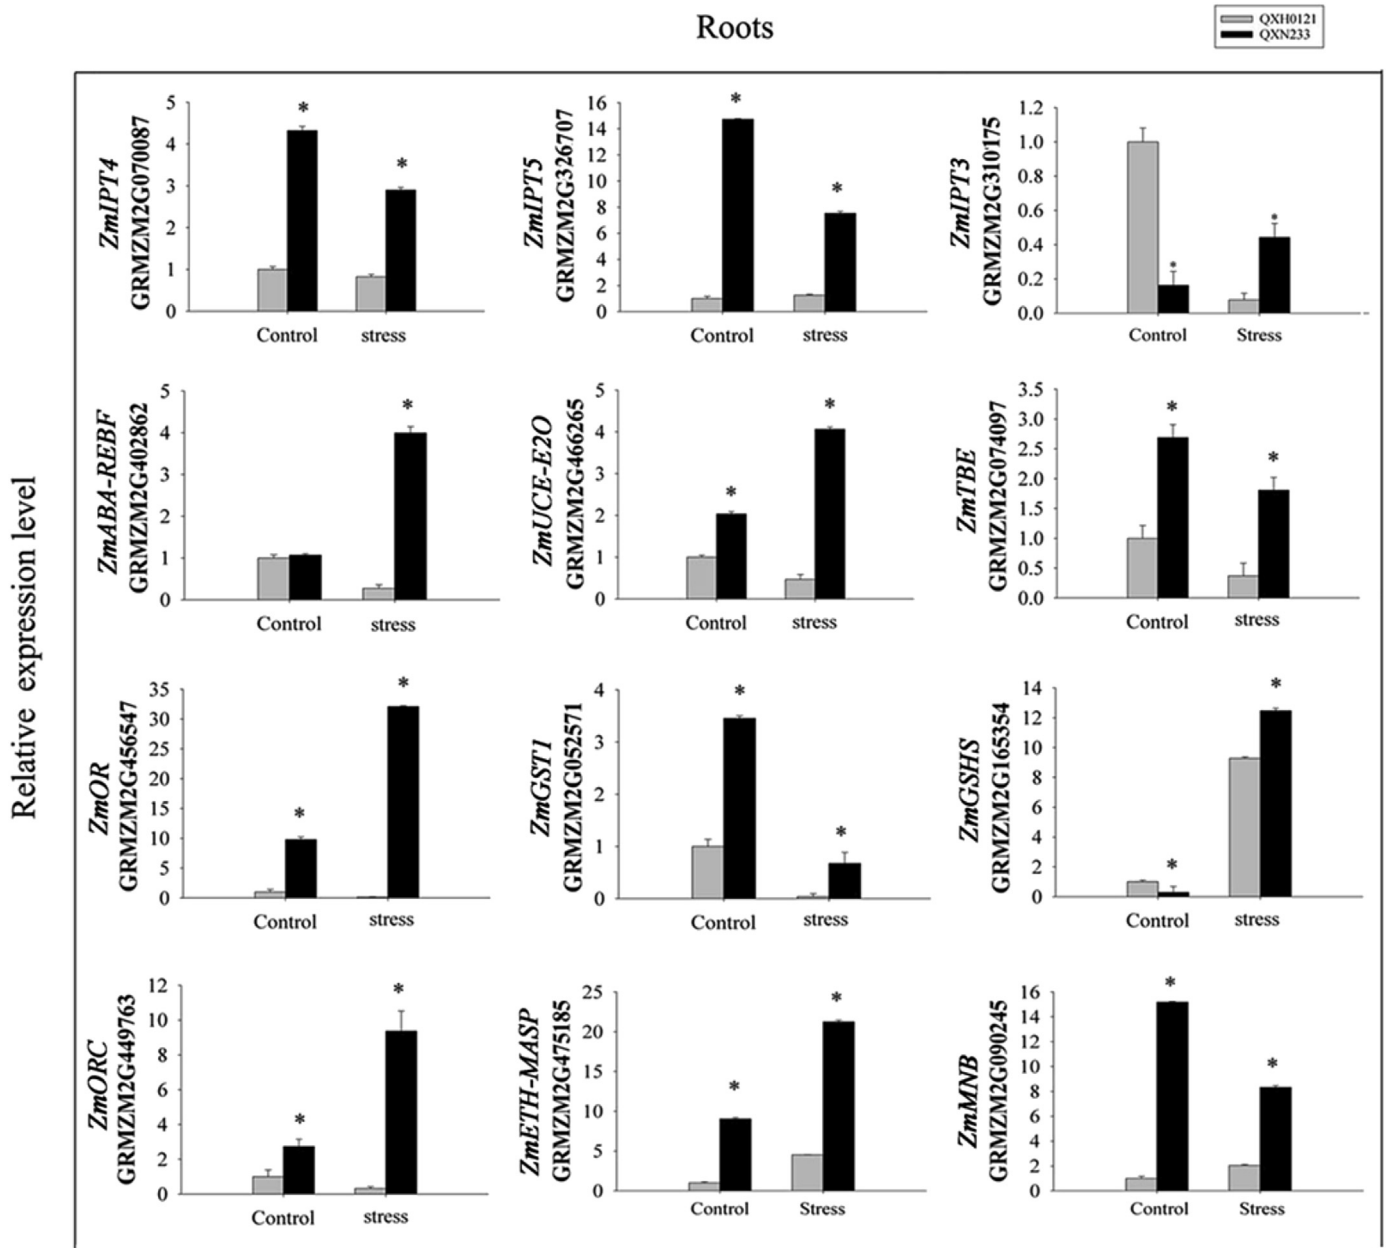 Roots
QXH0121
QXN233
Relative expression level
ZmIPT4
GRMZM2G070087
5
4
3
2
1
0
*
*
Control stress
ZmIPT5
GRMZM2G326707
16
14
12
10
8
6
4
2
0
*
*
Control stress
ZmIPT3
GRMZM2G310175
1.2
1.0
0.8
0.6
0.4
0.2
0.0
*
*
Control Stress
ZmABA-REBF
GRMZM2G402862
5
4
3
2
1
0
*
Control stress
ZmUCE-E2O
GRMZM2G466265
5
4
3
2
1
0
*
*
Control stress
ZmTBE
GRMZM2G074097
3.5
3.0
2.5
2.0
1.5
1.0
0.5
0.0
*
*
Control stress
ZmOR
GRMZM2G456547
35
30
25
20
15
10
5
0
*
*
Control stress
ZmGST1
GRMZM2G052571
4
3
2
1
0
*
*
Control stress
ZmGSHS
GRMZM2G165354
14
12
10
8
6
4
2
0
*
*
Control stress
ZmORC
GRMZM2G449763
12
10
8
6
4
2
0
*
*
Control stress
ZmETH-MASP
GRMZM2G475185
25
20
15
10
5
0
*
*
Control Stress
ZmMNB
GRMZM2G090245
16
14
12
10
8
6
4
2
0
*
*
Control Stress